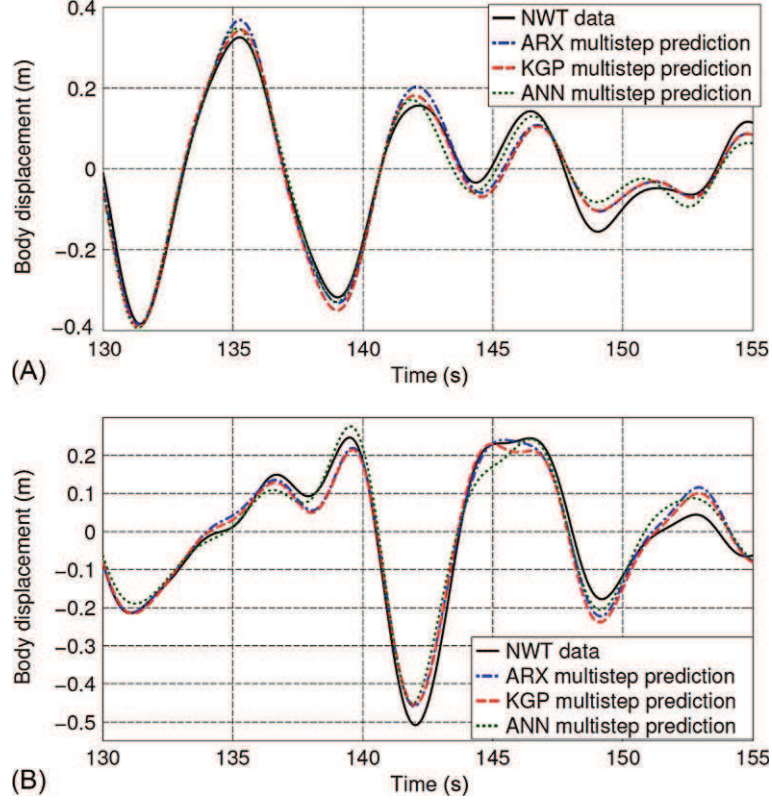 0.4
0.2
0
−0.2
−0.4
Body displacement (m)
NWT data
ARX multistep prediction
KGP multistep prediction
ANN multistep prediction
130 135 140 145 150 155
Time (s)
(A)
0.2
0.1
0
−0.1
−0.2
−0.3
−0.4
−0.5
Body displacement (m)
NWT data
ARX multistep prediction
KGP multistep prediction
ANN multistep prediction
130 135 140 145 150 155
Time (s)
(B)